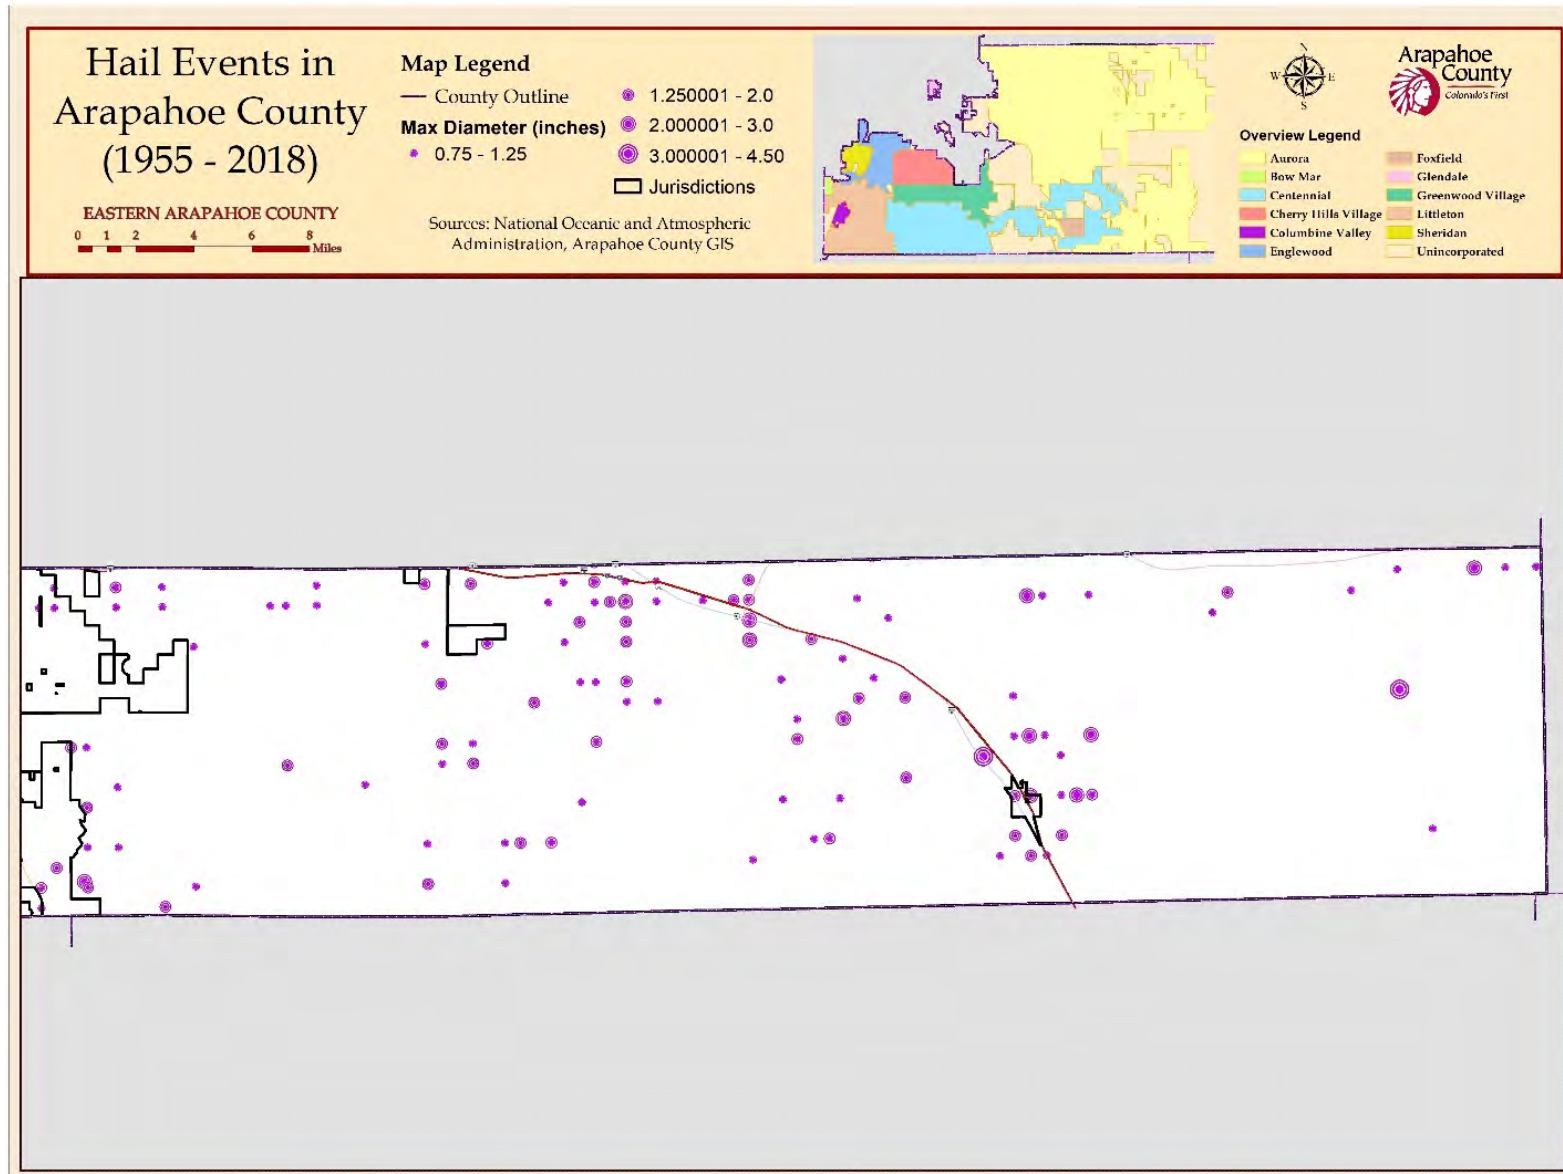 Hail Events in
Arapahoe County
(1955 - 2018)
EASTERN ARAPAHOE COUNTY
0 1 2 4 6 8
Miles
Map Legend
County Outline
Max Diameter (inches)
0.75 - 1.25
1.250001 - 2.0
2.000001 - 3.0
3.000001 - 4.50
Jurisdictions
Sources: National Oceanic and Atmospheric
Administration, Arapahoe County GIS
N
W E
S
Arapahoe
County
Colorado's First
Overview Legend
Aurora
Bow Mar
Centennial
Cherry Hills Village
Columbine Valley
Englewood
Foxfield
Glendale
Greenwood Village
Littleton
Sheridan
Unincorporated